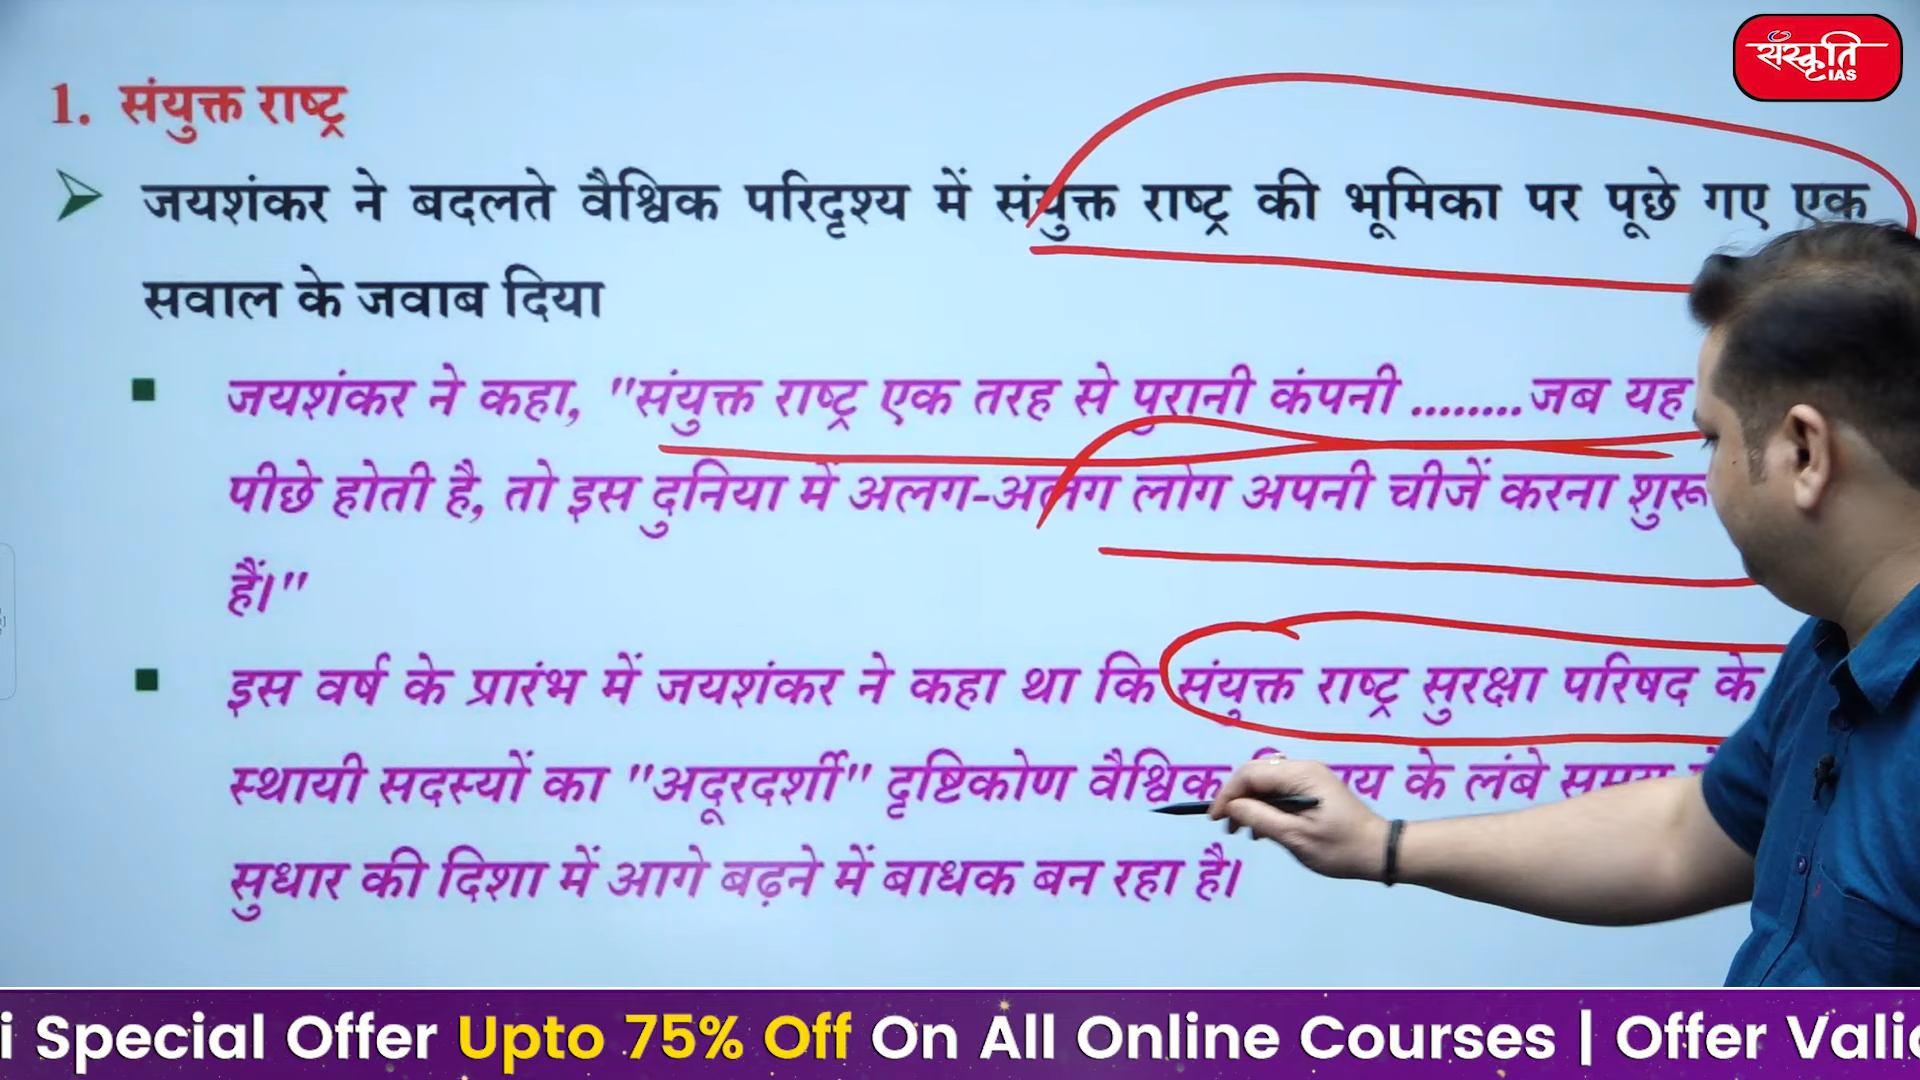 संस्कृति
IAS
1. संयुक्त राष्ट्र
जयशंकर ने बदलते वैश्विक परिदृश्य में संयुक्त राष्ट्र की भूमिका पर पूछे गए एक
सवाल के जवाब दिया
जयशंकर ने कहा, "संयुक्त राष्ट्र एक तरह से पुरानी कंपनी ........जब यह
पीछे होती है, तो इस दुनिया में अलग-अलग लोग अपनी चीजें करना शुरू
हैं।"
इस वर्ष के प्रारंभ में जयशंकर ने कहा था कि संयुक्त राष्ट्र सुरक्षा परिषद के
स्थायी सदस्यों का "अदूरदर्शी" दृष्टिकोण वैश्विक के लंबे समय
सुधार की दिशा में आगे बढ़ने में बाधक बन रहा है।
Special Offer Upto 75% Off On All Online Courses | Offer